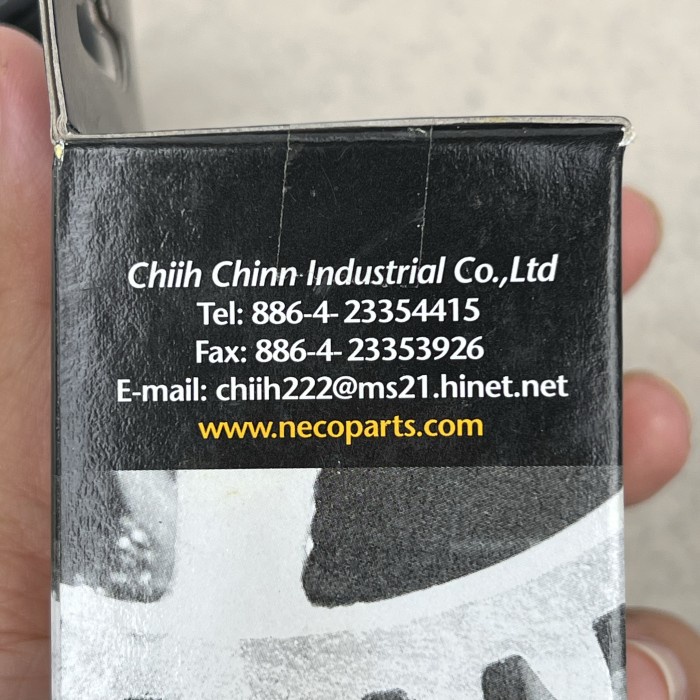 Chiih Chinn Industrial Co.,Ltd
Tel: 886-4-23354415
Fax: 886-4-23353926
E-mail: chiih222@ms21.hinet.net
www.necoparts.com